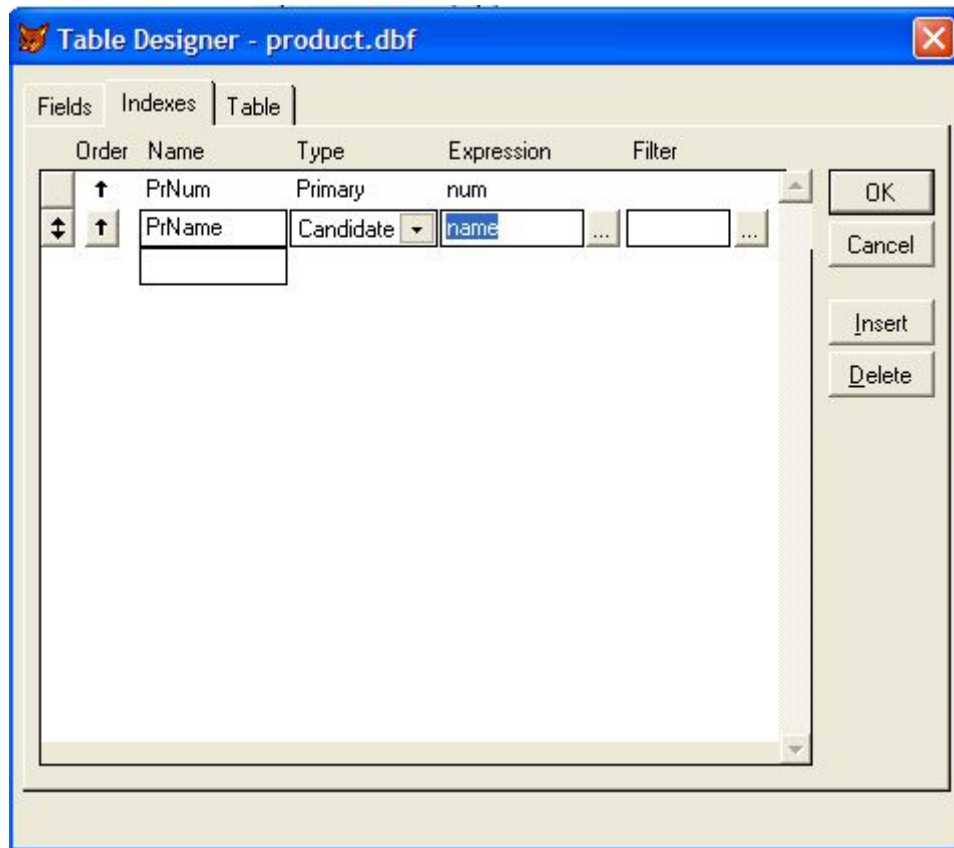 Table Designer - product.dbf
Fields Indexes Table
Order Name Type Expression Filter
PrNum Primary num
PrName Candidate name ... ...
OK
Cancel
Insert
Delete